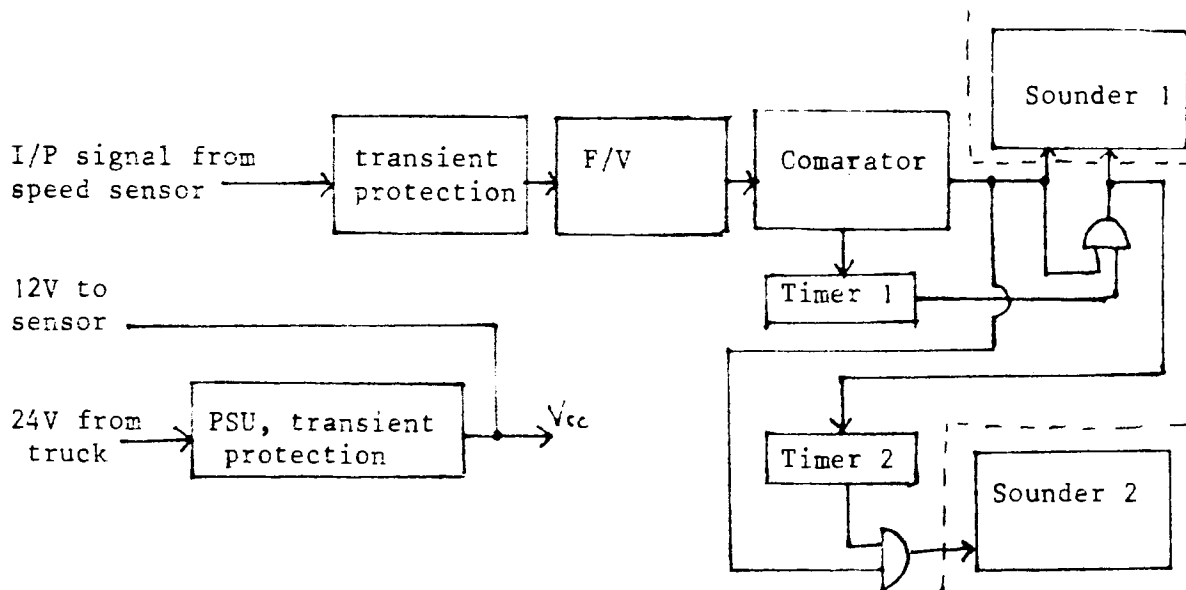 Sounder 1
I/P signal from
speed sensor
transient
protection
F/V
Comarator
Timer 1
12V to
sensor
24V from
truck
PSU, transient
protection
Vcc
Timer 2
Sounder 2